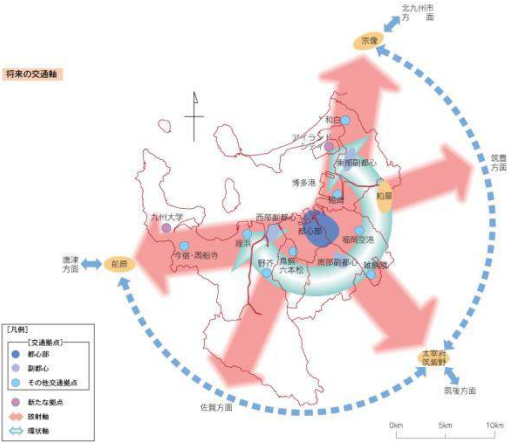 北九州市
方 面
宗像
将来の交通軸
和白
アイランド
シティ
東部副都心
筑豊
方面
博多港
箱崎
粕屋
九州大学
西部副都心
都心部
姪浜
福岡空港
今宿・周船寺
唐津
方面
前原
野芥
鳥飼
六本松
南部副都心
雑餉隈
[凡例]
[交通拠点]
都心部
副都心
その他交通拠点
新たな拠点
放射軸
環状軸
太宰府
筑紫野
佐賀方面
筑後方面
0km 5km 10km